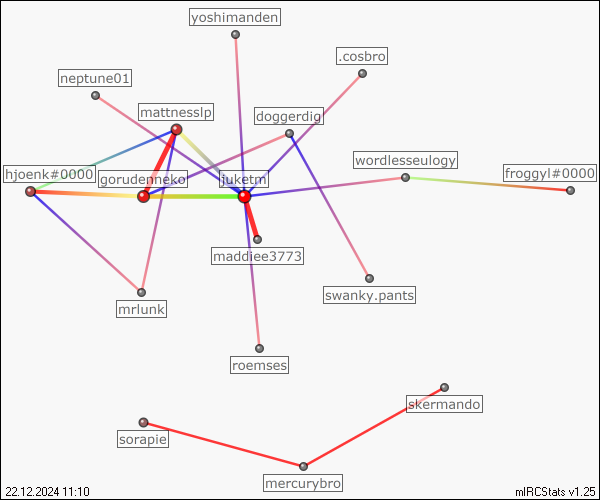 yoshimanden
.cosbro
neptune01
mattnesslp
doggerdig
wordlesseulogy
hjoenk#0000
gorudenneko
juketm
froggyl#0000
maddiee3773
swanky.pants
mrlunk
roemses
skermando
sorapie
mercurybro
22.12.2024 11:10
mIRCStats v1.25